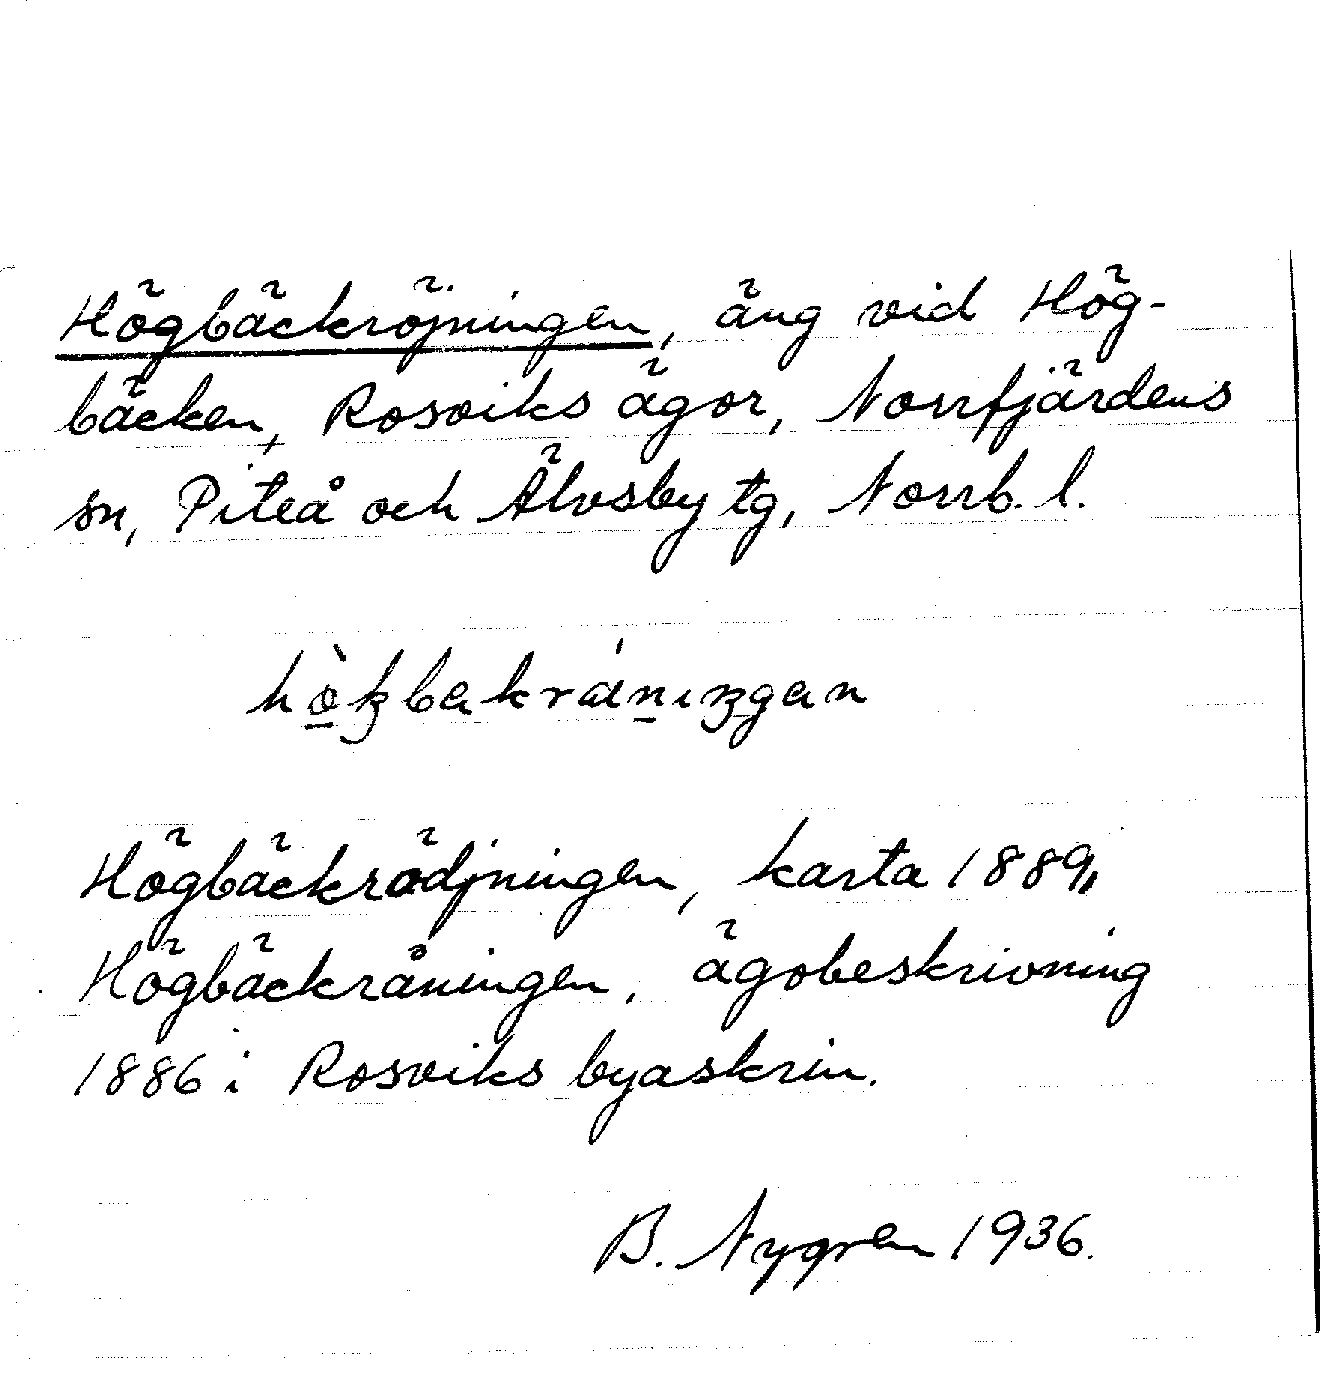 Högbäckröjningen, äng vid Hög-
bäcken, Rosviks ägor, Norrfjärdens
sn, Piteå och Älvsby tg, Norrb. l.
Högbäckrödjningen, karta 1889,
Högbäckråningen, ägobeskrivning
1886 i Rosviks byaskrin.
B. Nygren 1936.